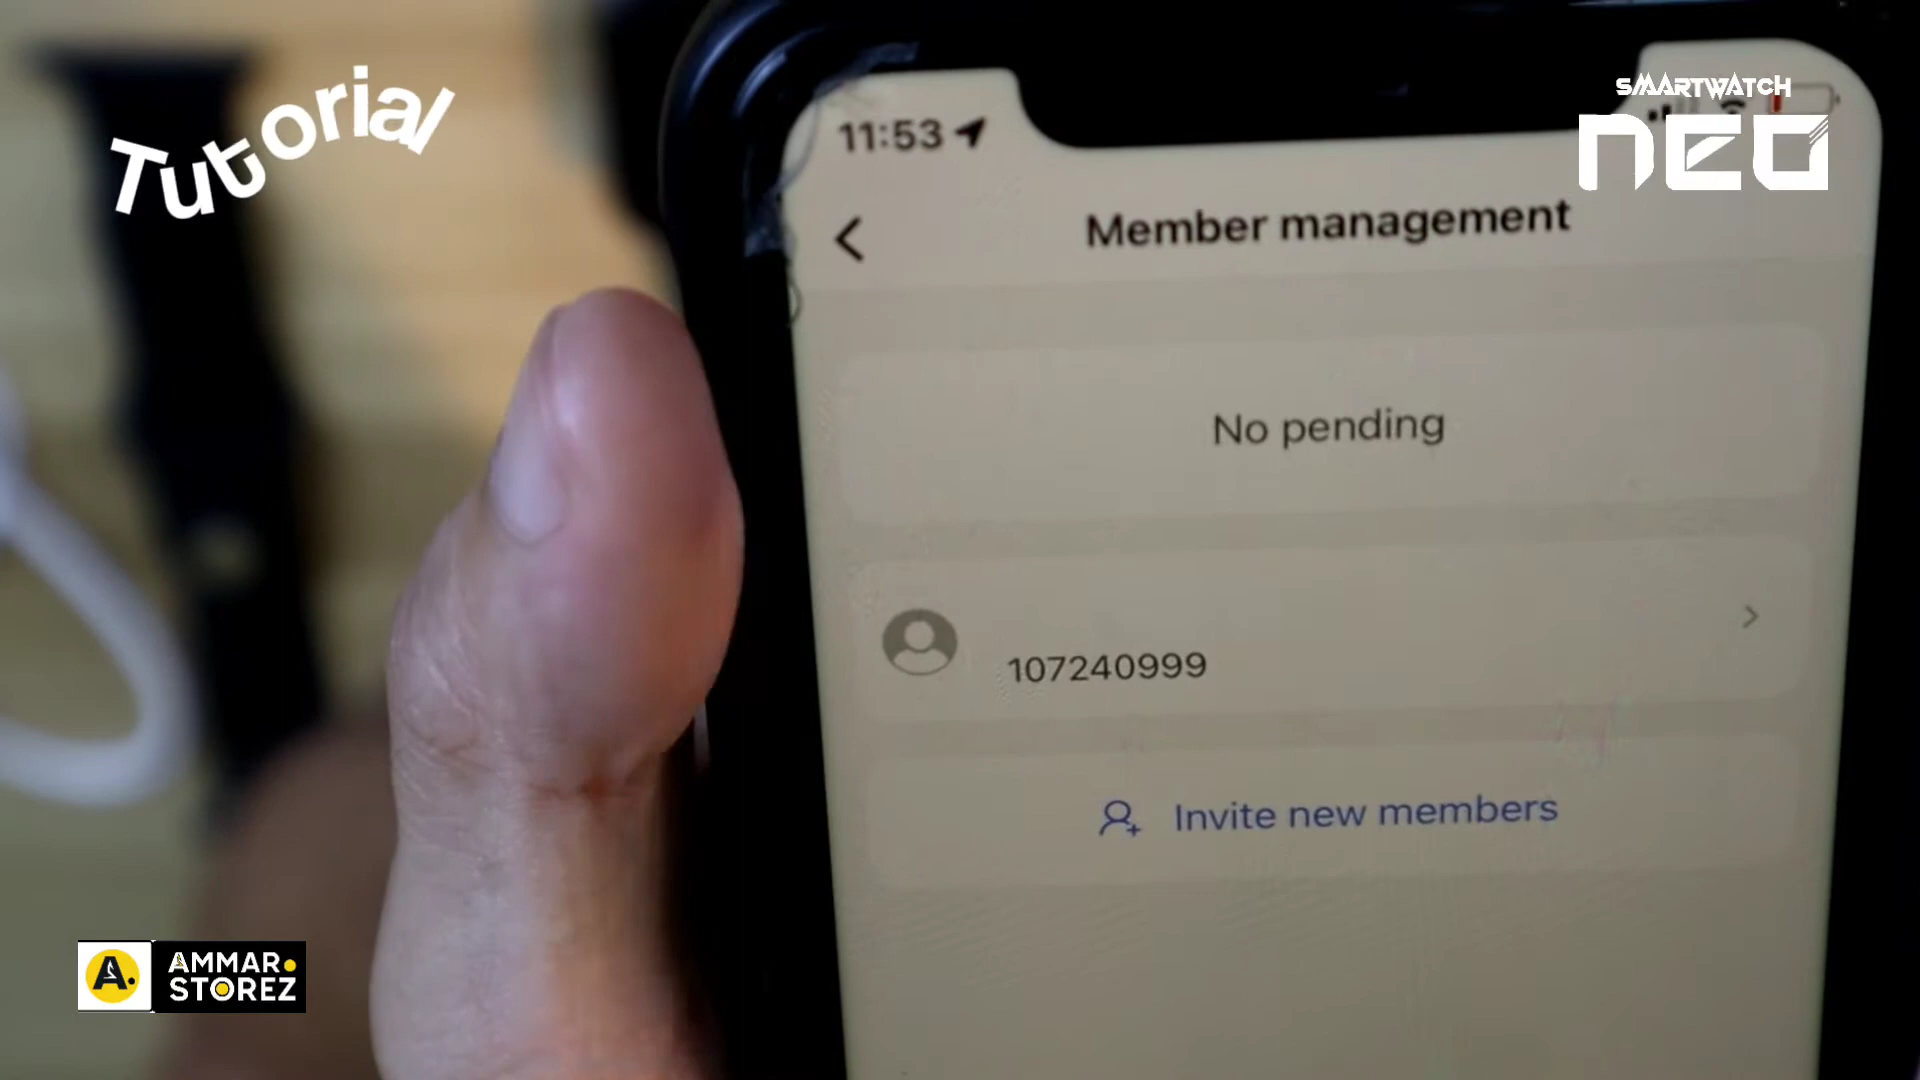 Tutorial
SMARTWATCH
NEO
11:53
Member management
No pending
107240999
Invite new members
A.
AMMAR
STOREZ